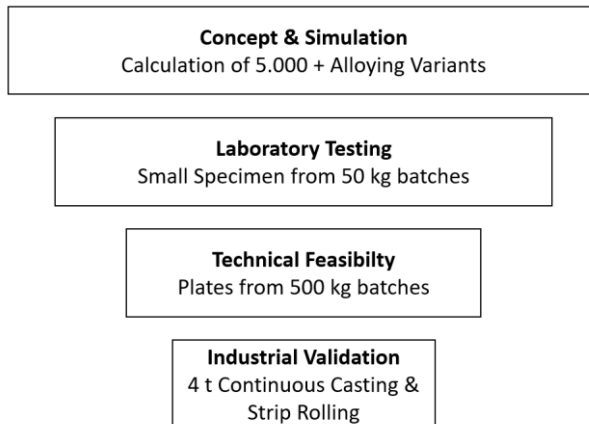 Concept & Simulation
Calculation of 5.000 + Alloying Variants
Laboratory Testing
Small Specimen from 50 kg batches
Technical Feasibilty
Plates from 500 kg batches
Industrial Validation
4 t Continuous Casting &
Strip Rolling